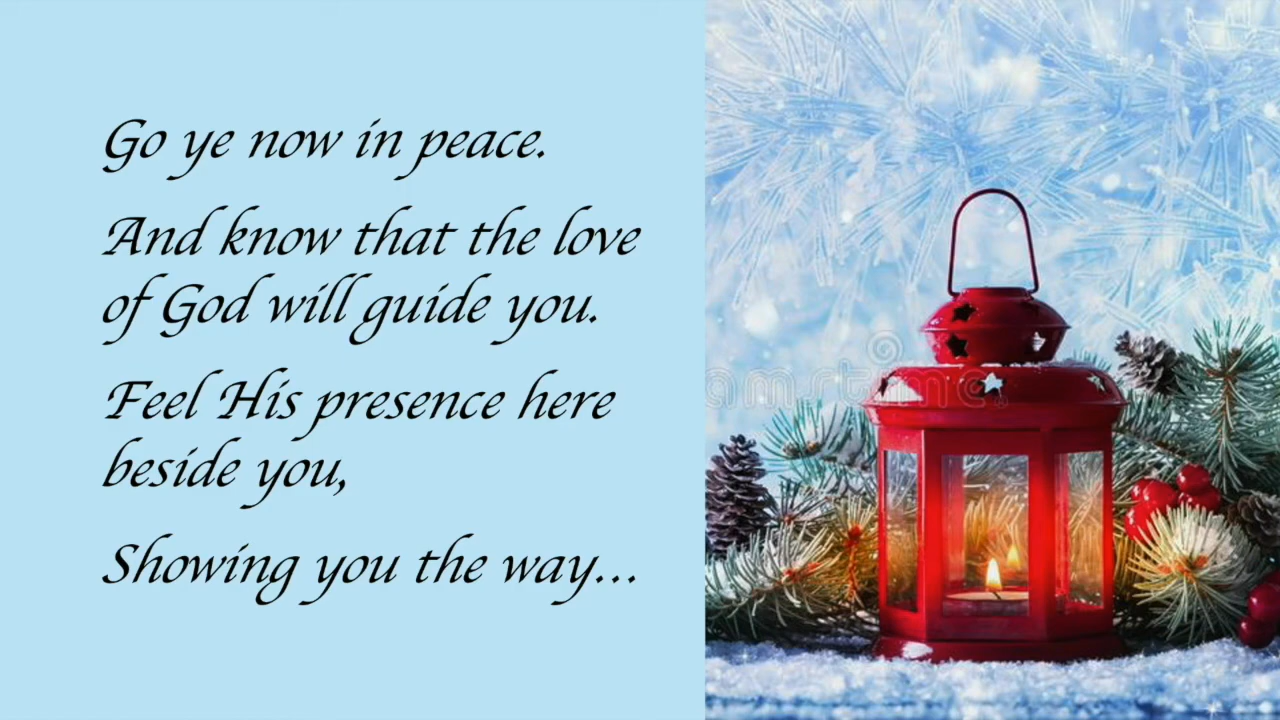 Go ye now in peace.
And know that the love
of God will guide you.
Feel His presence here
beside you,
Showing you the way...